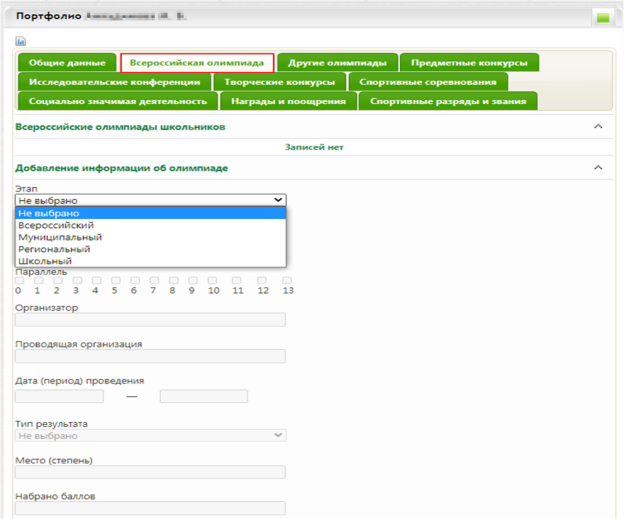 Портфолио
Общие данные Всероссийская олимпиада Другие олимпиады Предметные конкурсы
Исследовательские конференции Творческие конкурсы Спортивные соревнования
Социально значимая деятельность Награды и поощрения Спортивные разряды и звания
Всероссийские олимпиады школьников
Записей нет
Добавление информации об олимпиаде
Этап
Не выбрано
Не выбрано
Всероссийский
Муниципальный
Региональный
Школьный
Параллель
0 1 2 3 4 5 6 7 8 9 10 11 12 13
Организатор
Проводящая организация
Дата (период) проведения
—
Тип результата
Не выбрано
Место (степень)
Набрано баллов